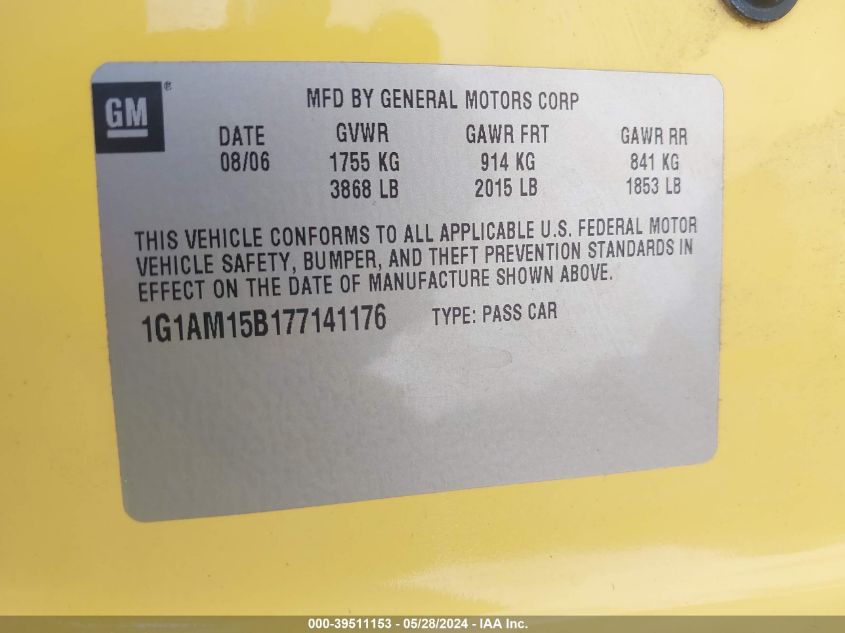 GM ®
MFD BY GENERAL MOTORS CORP
DATE GVWR GAWR FRT GAWR RR
08/06 1755 KG 914 KG 841 KG
3868 LB 2015 LB 1853 LB
THIS VEHICLE CONFORMS TO ALL APPLICABLE U.S. FEDERAL MOTOR
VEHICLE SAFETY, BUMPER, AND THEFT PREVENTION STANDARDS IN
EFFECT ON THE DATE OF MANUFACTURE SHOWN ABOVE.
1G1AM15B177141176 TYPE: PASS CAR
000-39511153 - 05/28/2024 - IAA Inc.